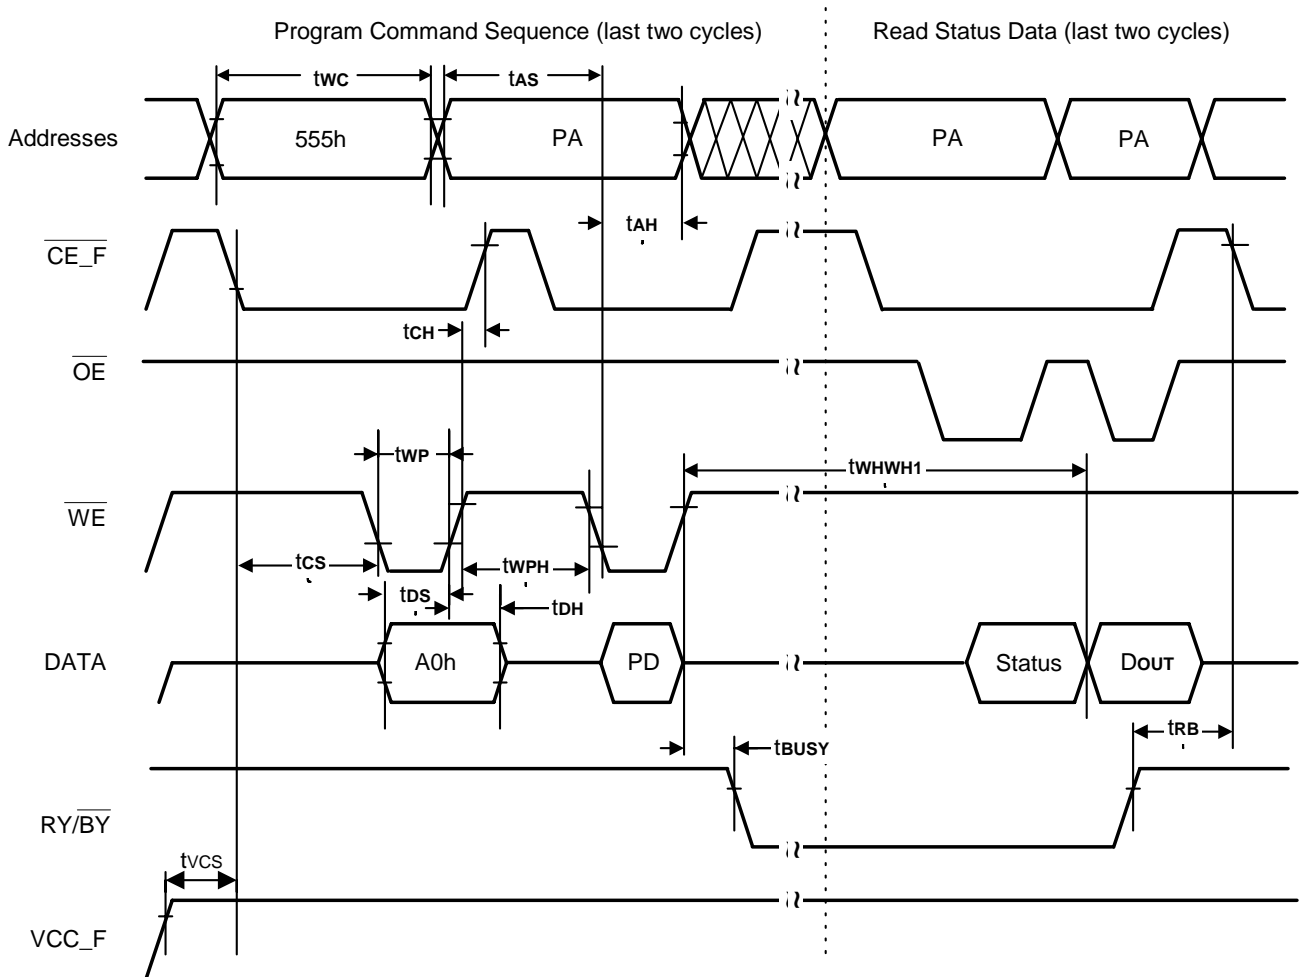 Program Command Sequence (last two cycles)
Read Status Data (last two cycles)
tWC
tAS
Addresses
555h
PA
PA
PA
tAH
CE_F
tCH
OE
tWP
tWHWH1
WE
tCS
tWPH
tDS
tDH
DATA
A0h
PD
Status
DOUT
tRB
tBUSY
RY/BY
tVCS
VCC_F